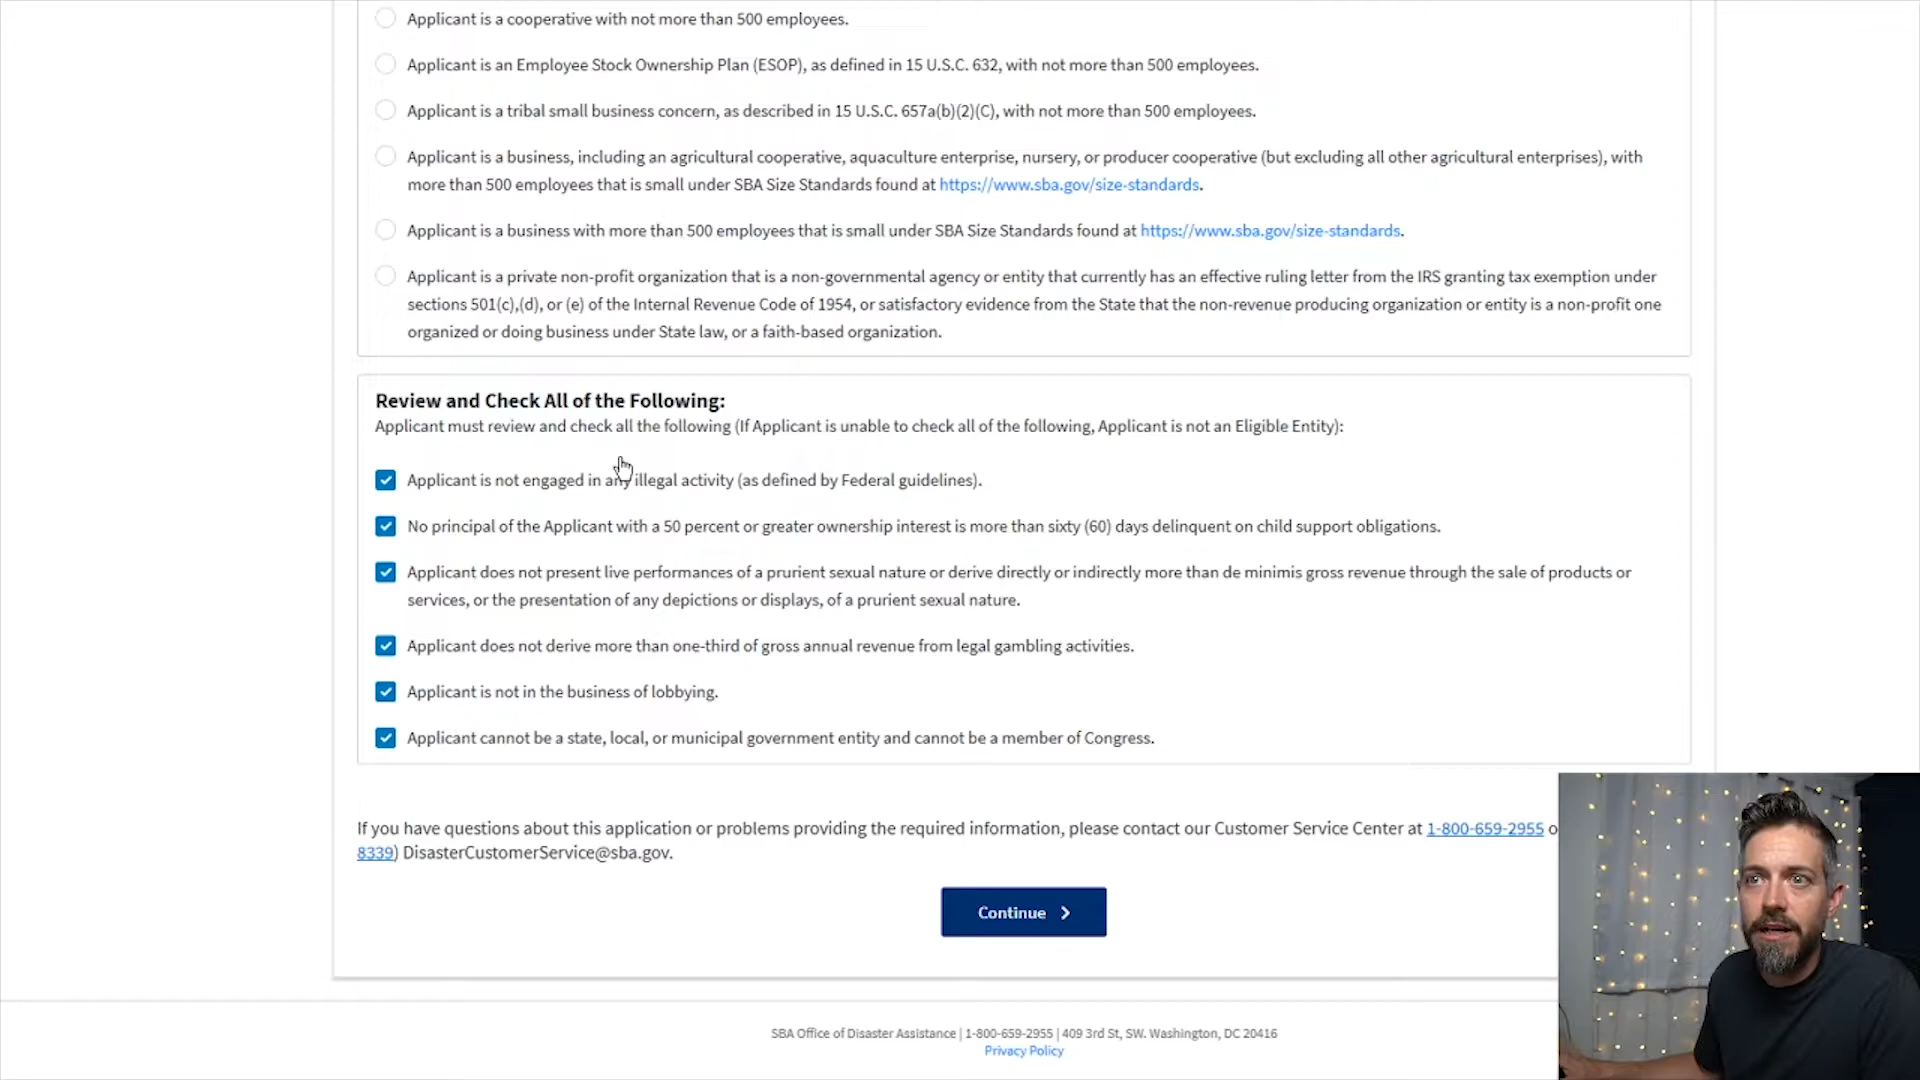 Applicant is a cooperative with not more than 500 employees.
Applicant is an Employee Stock Ownership Plan (ESOP), as defined in 15 U.S.C. 632, with not more than 500 employees.
Applicant is a tribal small business concern, as described in 15 U.S.C. 657a(b)(2)(C), with not more than 500 employees.
Applicant is a business, including an agricultural cooperative, aquaculture enterprise, nursery, or producer cooperative (but excluding all other agricultural enterprises), with
more than 500 employees that is small under SBA Size Standards found at https://www.sba.gov/size-standards.
Applicant is a business with more than 500 employees that is small under SBA Size Standards found at https://www.sba.gov/size-standards.
Applicant is a private non-profit organization that is a non-governmental agency or entity that currently has an effective ruling letter from the IRS granting tax exemption under
sections 501(c),(d), or (e) of the Internal Revenue Code of 1954, or satisfactory evidence from the State that the non-revenue producing organization or entity is a non-profit one
organized or doing business under State law, or a faith-based organization.
Review and Check All of the Following:
Applicant must review and check all the following (If Applicant is unable to check all of the following, Applicant is not an Eligible Entity):
Applicant is not engaged in any illegal activity (as defined by Federal guidelines).
No principal of the Applicant with a 50 percent or greater ownership interest is more than sixty (60) days delinquent on child support obligations.
Applicant does not present live performances of a prurient sexual nature or derive directly or indirectly more than de minimis gross revenue through the sale of products or
services, or the presentation of any depictions or displays, of a prurient sexual nature.
Applicant does not derive more than one-third of gross annual revenue from legal gambling activities.
Applicant is not in the business of lobbying.
Applicant cannot be a state, local, or municipal government entity and cannot be a member of Congress.
If you have questions about this application or problems providing the required information, please contact our Customer Service Center at 1-800-659-2955 o
8339) DisasterCustomerService@sba.gov.
Continue
SBA Office of Disaster Assistance | 1-800-659-2955 | 409 3rd St, SW. Washington, DC 20416
Privacy Policy